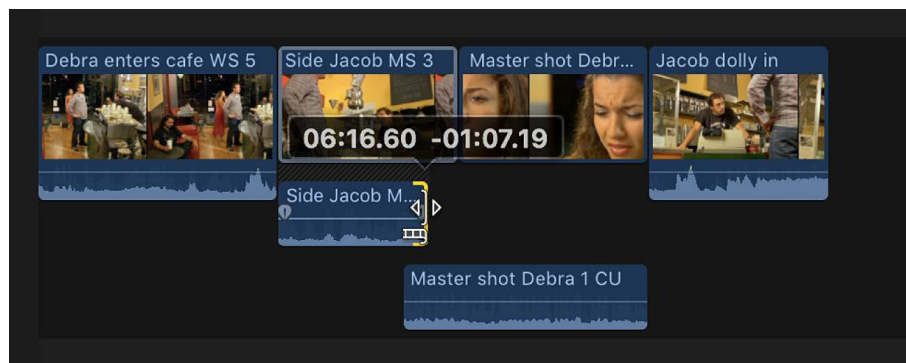 Debra enters cafe WS 5
Side Jacob MS 3
Master shot Debr...
Jacob dolly in
06:16.60 -01:07.19
Side Jacob M...
Master shot Debra 1 CU